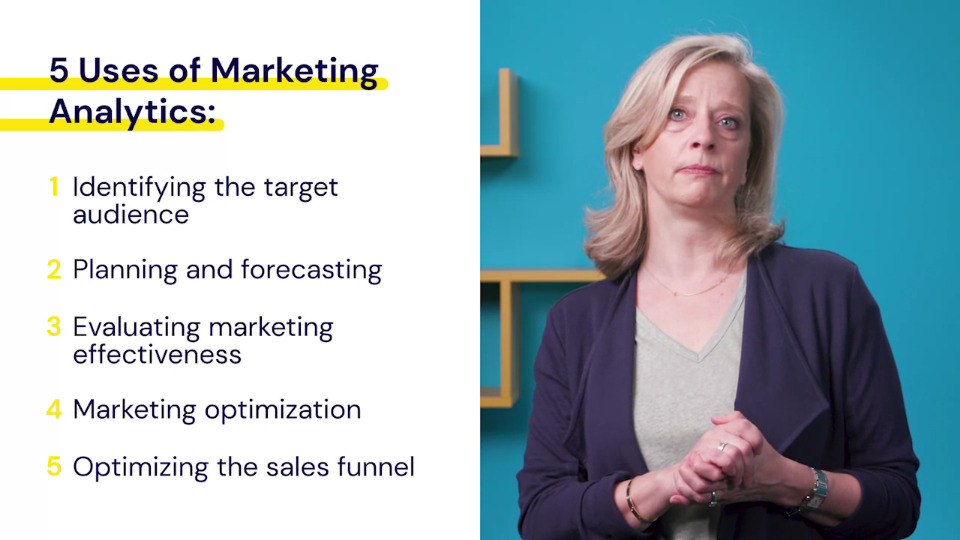 5 Uses of Marketing
Analytics:
1 Identifying the target
audience
2 Planning and forecasting
3 Evaluating marketing
effectiveness
4 Marketing optimization
5 Optimizing the sales funnel